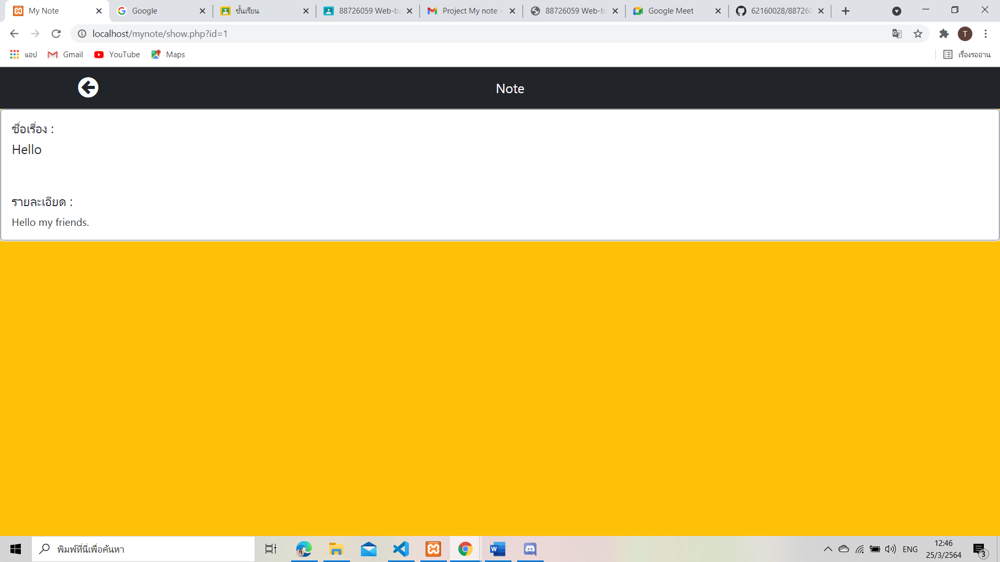 My Note
Google
ชั้นเรียน
88726059 Web-ba
Project My note -
88726059 Web-ba
Google Meet
62160028/887260
localhost/mynote/show.php?id=1
T
แอป
Gmail
YouTube
Maps
เรื่องรออ่าน
Note
ชื่อเรื่อง :
Hello
รายละเอียด :
Hello my friends.
พิมพ์ที่นี่เพื่อค้นหา
ENG
12:46
25/3/2564
3